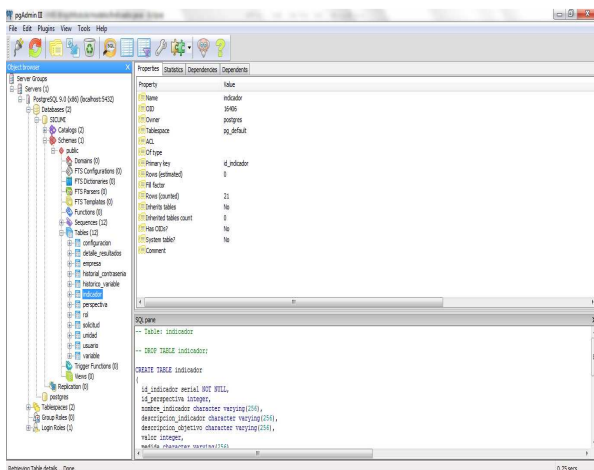 pgAdmin III
File Edit Plugins View Tools Help
Object browser X
Server Groups
Servers (1)
PostgreSQL 9.0 (x86) (localhost:5432)
Databases (2)
SICUMI
Catalogs (2)
Schemas (1)
public
Domains (0)
FTS Configurations (0)
FTS Dictionaries (0)
FTS Parsers (0)
FTS Templates (0)
Functions (0)
Sequences (12)
Tables (12)
configuracion
detalle_resultados
empresa
historial_contrasenia
historico_variable
indicador
perspectiva
rol
solicitud
unidad
usuario
variable
Trigger Functions (0)
Views (0)
Replication (0)
postgres
Tablespaces (2)
Group Roles (0)
Login Roles (1)
Properties Statistics Dependencies Dependents
Property Value
Name indicador
OID 16406
Owner postgres
Tablespace pg_default
ACL
Of type
Primary key id_indicador
Rows (estimated) 0
Fill factor
Rows (counted) 21
Inherits tables No
Inherited tables count 0
Has OIDs? No
System table? No
Comment
SQL pane
-- Table: indicador
-- DROP TABLE indicador;
CREATE TABLE indicador
(
id_indicador serial NOT NULL,
id_perspectiva integer,
nombre_indicador character varying(256),
descripcion_indicador character varying(256),
descripcion_objetivo character varying(256),
valor integer,
medida character varying(256)
Retrieving Table details... Done.
0.25 secs